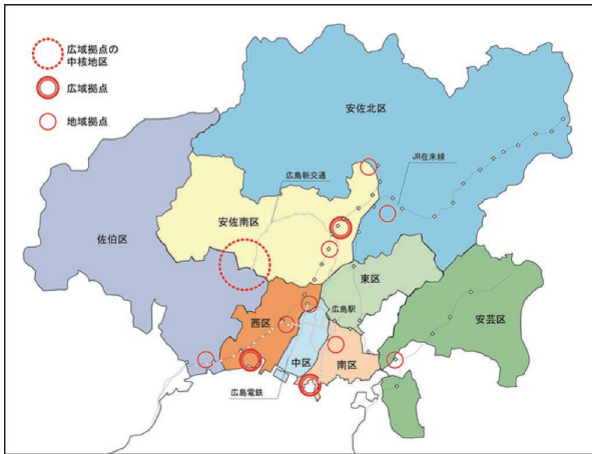 広域拠点の
中核地区
広域拠点
地域拠点
安佐北区
JR在来線
広島新交通
安佐南区
佐伯区
東区
広島駅
安芸区
西区
中区
南区
広島電鉄